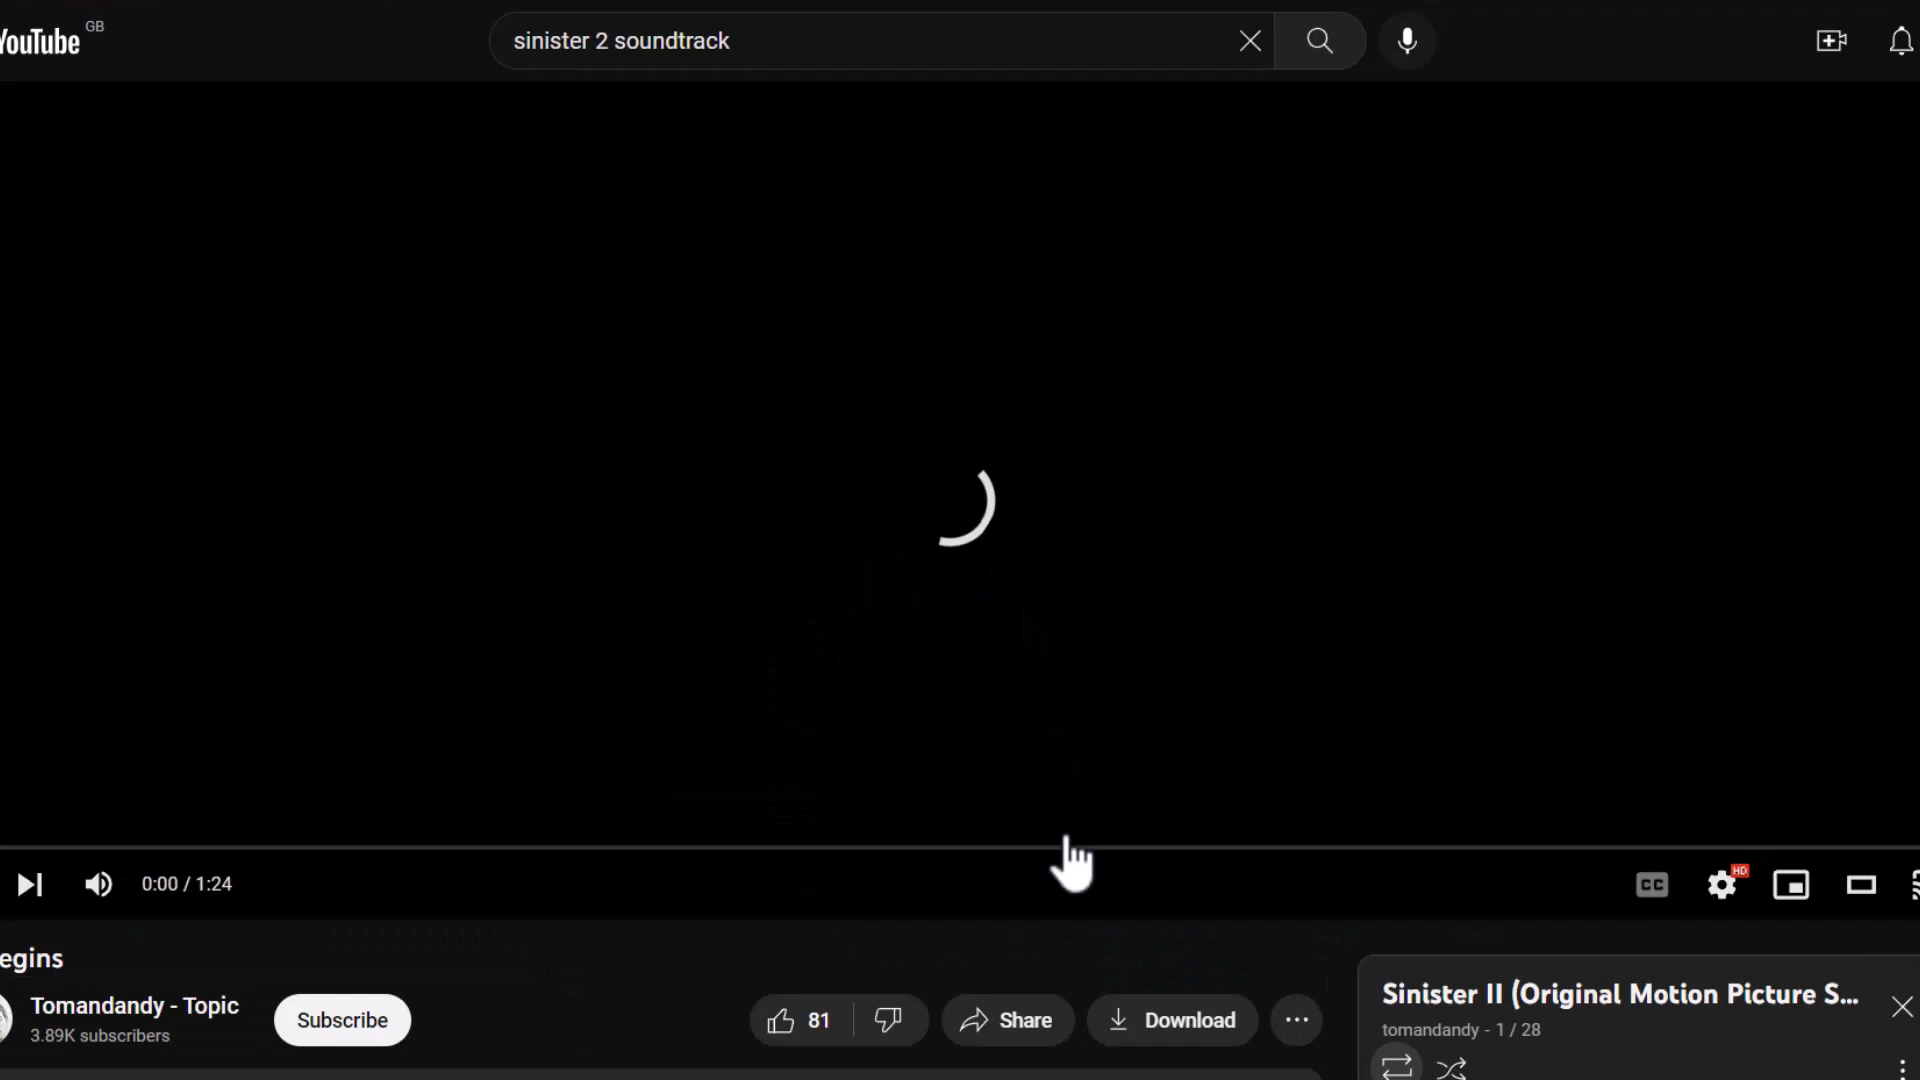 YouTube GB
sinister 2 soundtrack
0:00 / 1:24
CC
HD
egins
Tomandandy - Topic
3.89K subscribers
Subscribe
81
Share
Download
Sinister II (Original Motion Picture S...
tomandandy - 1 / 28